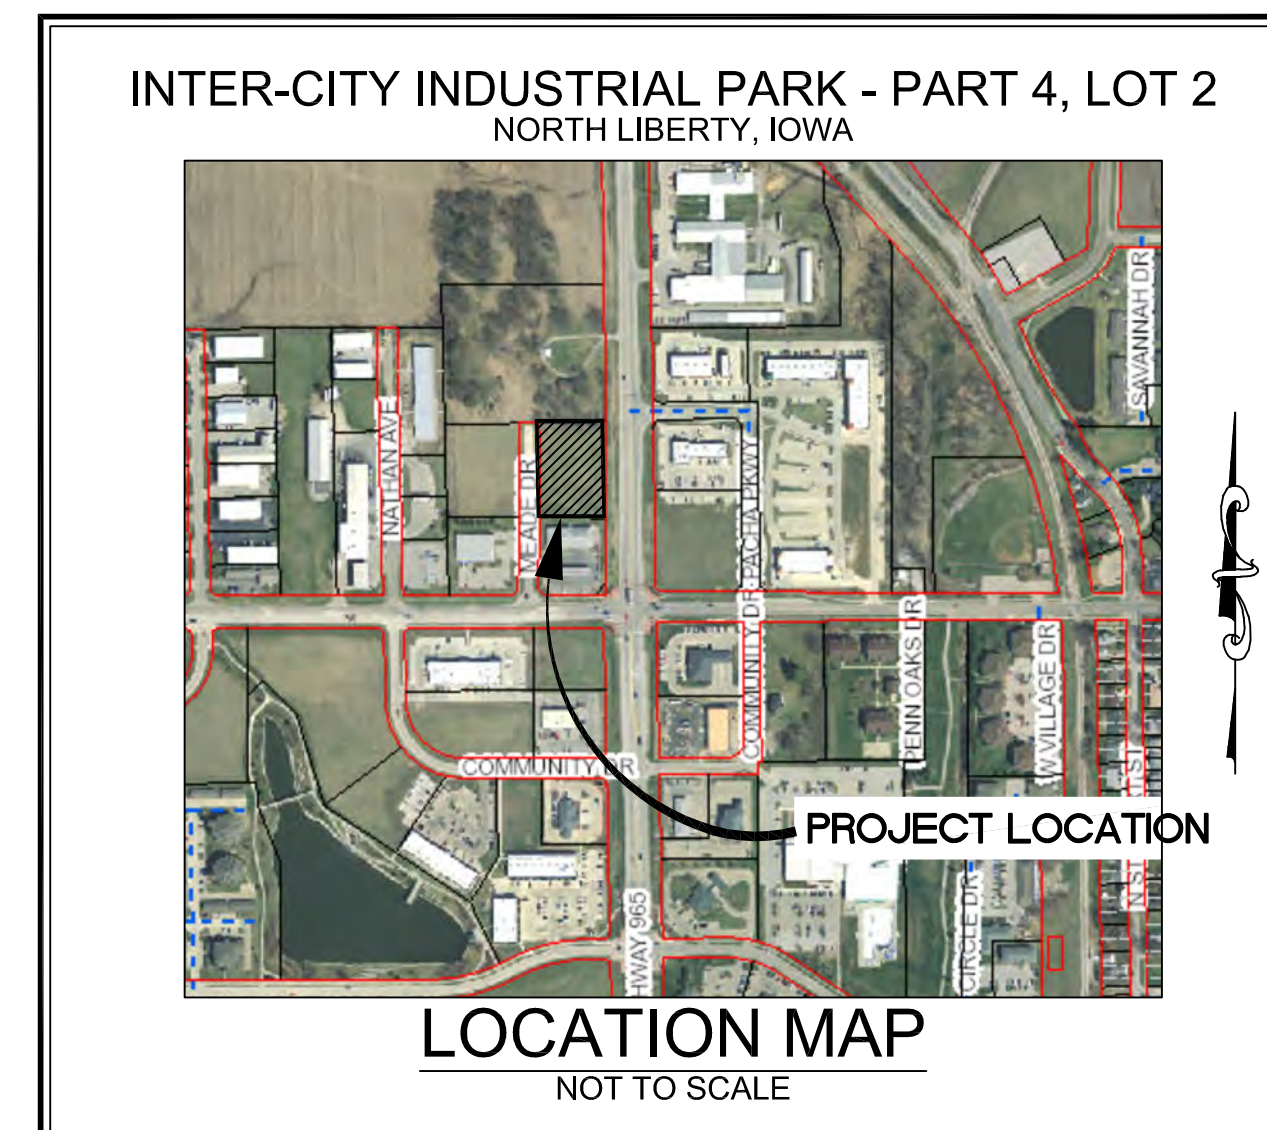 INTER-CITY INDUSTRIAL PARK - PART 4, LOT 2
NORTH LIBERTY, IOWA
SAVANNAH DR
NATHAN AVE
MEADE DR
PACHA PKWY
COMMUNITY DR
PENN OAKS DR
W VILLAGE DR
COMMUNITY DR
PROJECT LOCATION
HWAY 965
CIRCLE DR
LOCATION MAP
NOT TO SCALE